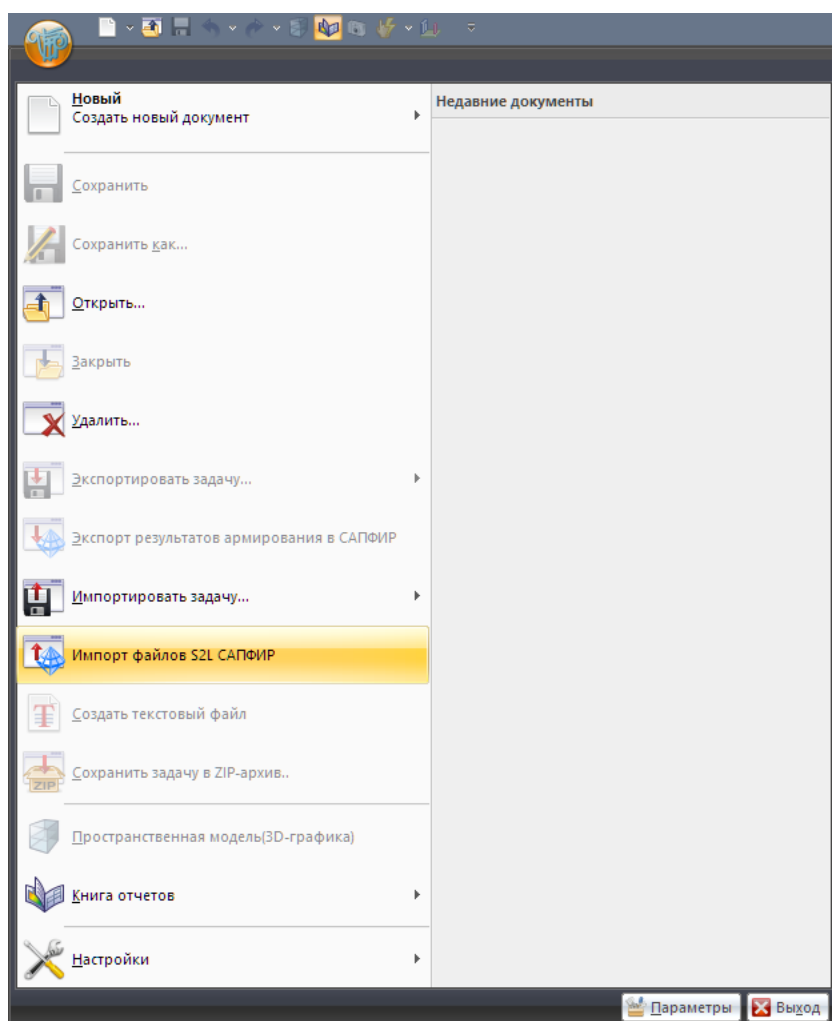 Новый
Создать новый документ
Недавние документы
Сохранить
Сохранить как...
Открыть...
Закрыть
Удалить...
Экспортировать задачу...
Экспорт результатов армирования в САПФИР
Импортировать задачу...
Импорт файлов S2L САПФИР
Создать текстовый файл
Сохранить задачу в ZIP-архив..
ZIP
Пространственная модель(3D-графика)
Книга отчетов
Настройки
Параметры
Выход